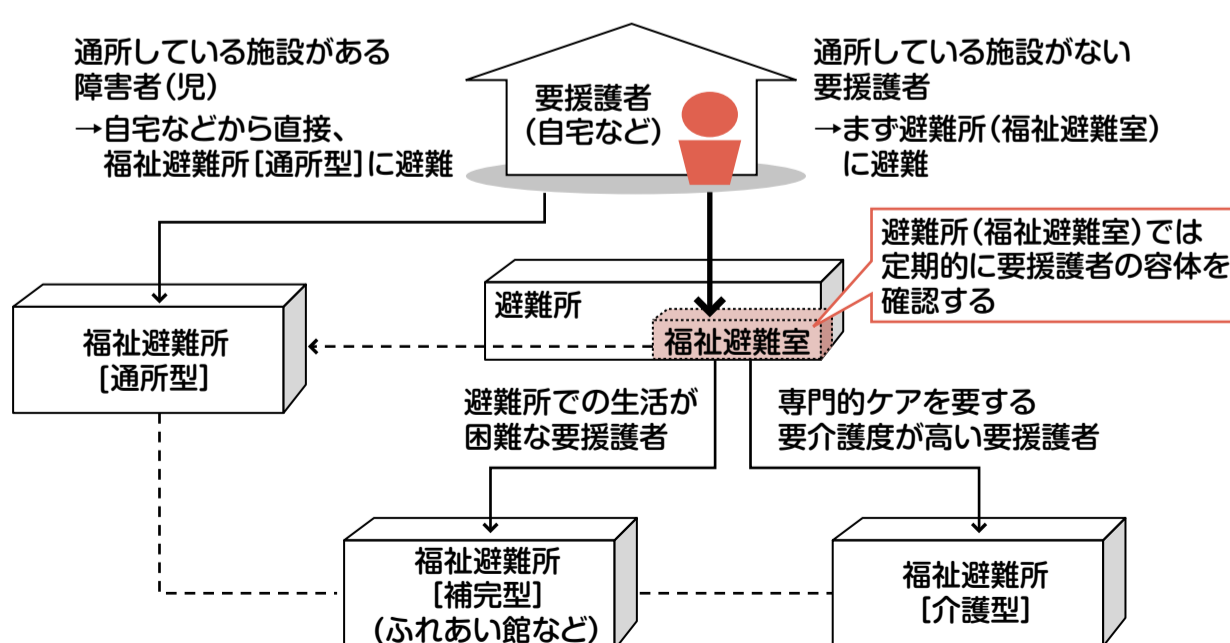 通所している施設がある
障害者(児)
→自宅などから直接、
福祉避難所[通所型]に避難
要援護者
(自宅など)
通所している施設がない
要援護者
→まず避難所(福祉避難室)
に避難
避難所(福祉避難室)では
定期的に要援護者の容体を
確認する
避難所
福祉避難室
福祉避難所
[通所型]
避難所での生活が
困難な要援護者
専門的ケアを要する
要介護度が高い要援護者
福祉避難所
[補完型]
(ふれあい館など)
福祉避難所
[介護型]